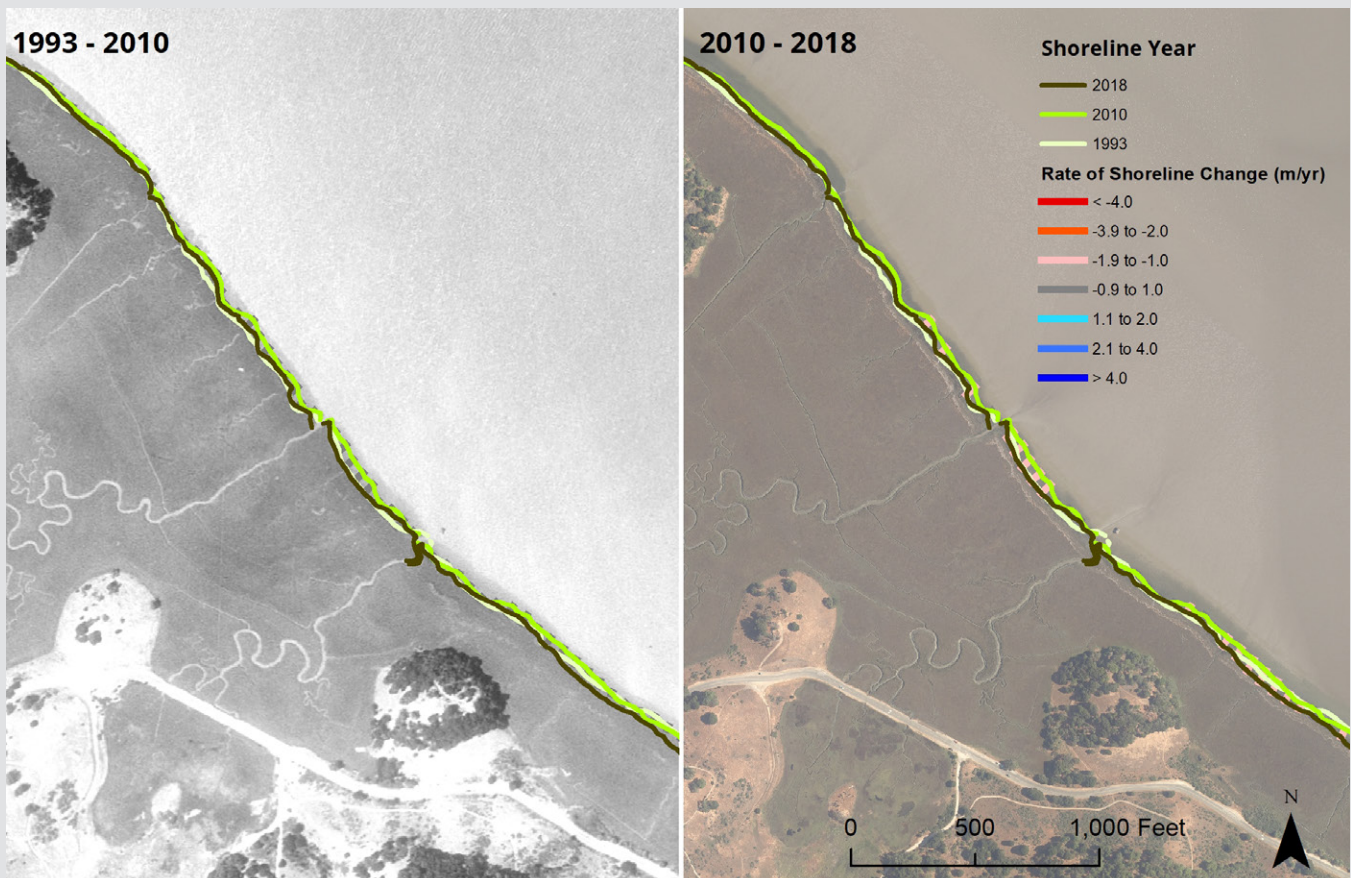 1993 - 2010
2010 - 2018
Shoreline Year
2018
2010
1993
Rate of Shoreline Change (m/yr)
< -4.0
-3.9 to -2.0
-1.9 to -1.0
-0.9 to 1.0
1.1 to 2.0
2.1 to 4.0
> 4.0
N
0 500 1,000 Feet